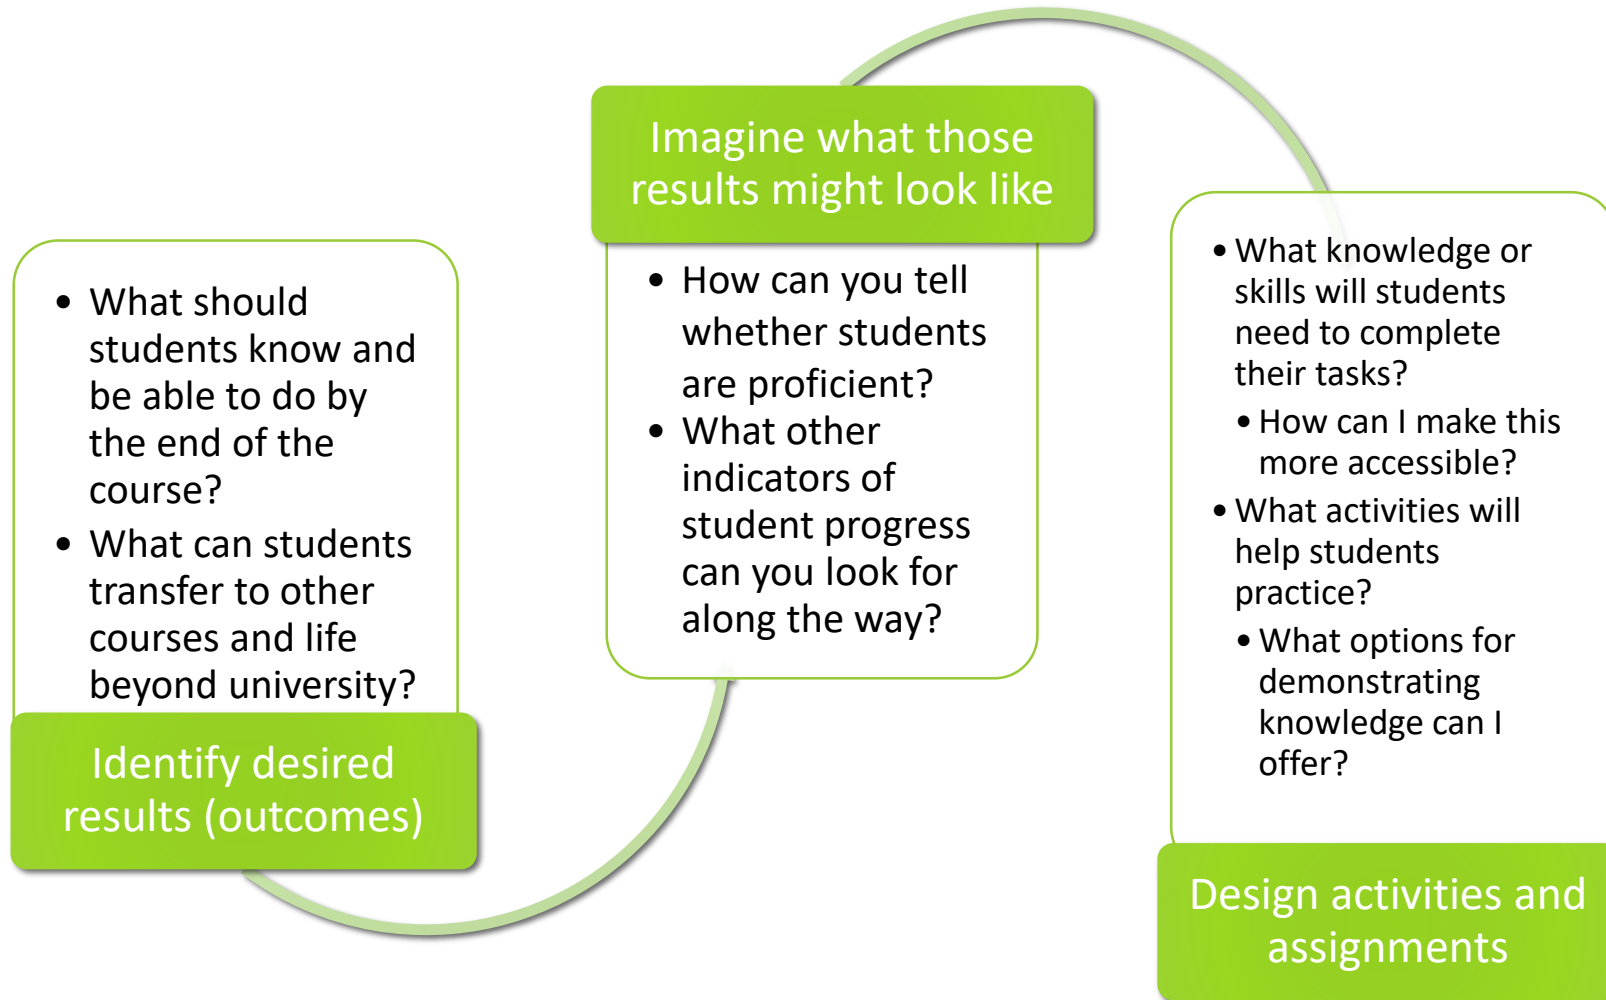 • What should
students know and
be able to do by
the end of the
course?
• What can students
transfer to other
courses and life
beyond university?
Identify desired
results (outcomes)
Imagine what those
results might look like
• How can you tell
whether students
are proficient?
• What other
indicators of
student progress
can you look for
along the way?
• What knowledge or
skills will students
need to complete
their tasks?
• How can I make this
more accessible?
• What activities will
help students
practice?
• What options for
demonstrating
knowledge can I
offer?
Design activities and
assignments